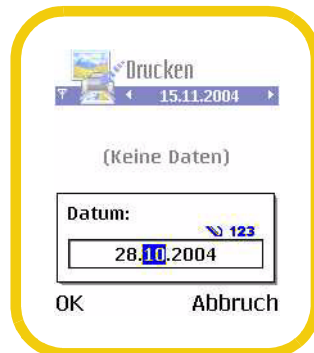 Drucken
15.11.2004
(Keine Daten)
Datum:
123
28.10.2004
OK Abbruch